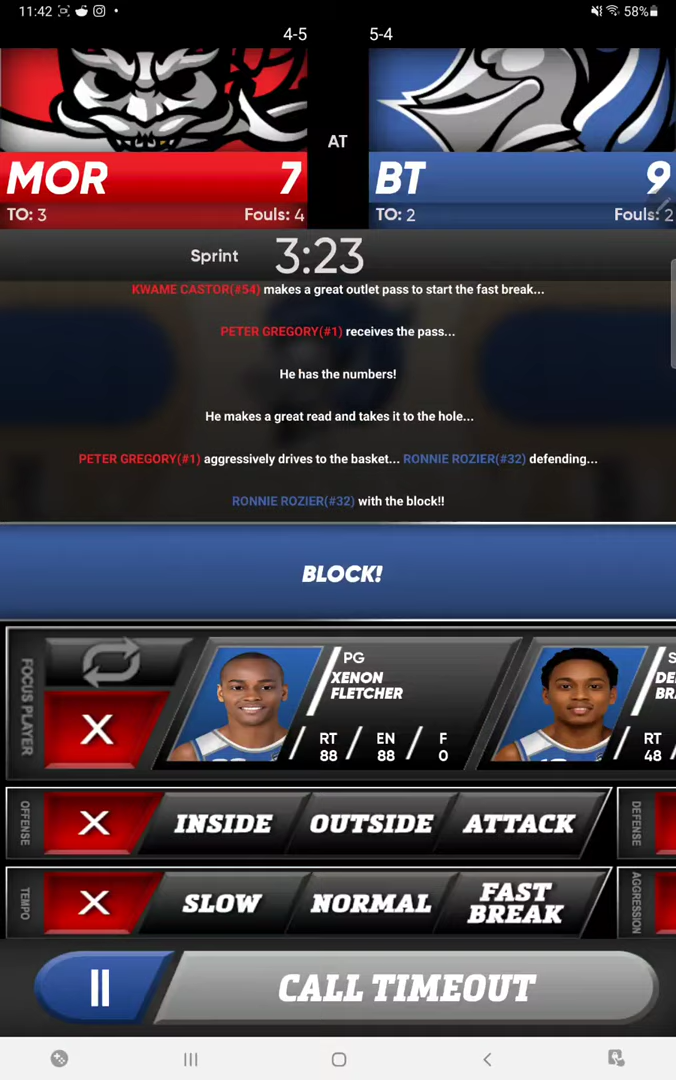 11:42
58%
4-5
5-4
AT
MOR 7
TO: 3 Fouls: 4
BT 9
TO: 2 Fouls: 2
Sprint 3:23
KWAME CASTOR(#54) makes a great outlet pass to start the fast break...
PETER GREGORY(#1) receives the pass...
He has the numbers!
He makes a great read and takes it to the hole...
PETER GREGORY(#1) aggressively drives to the basket... RONNIE ROZIER(#32) defending...
RONNIE ROZIER(#32) with the block!!
BLOCK!
FOCUS PLAYER
X
PG
XENON
FLETCHER
RT / EN / F
88 88 0
S
DE
BRA
RT
48
OFFENSE
X INSIDE OUTSIDE ATTACK
DEFENSE
TEMPO
X SLOW NORMAL FAST BREAK
AGGRESSION
CALL TIMEOUT